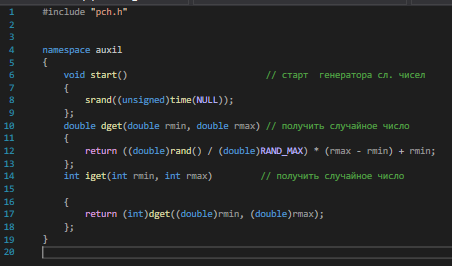 1 #include "pch.h"
2
3
4 namespace auxil
5 {
6 void start() // старт генератора сл. чисел
7 {
8 srand((unsigned)time(NULL));
9 };
10 double dget(double rmin, double rmax) // получить случайное число
11 {
12 return ((double)rand() / (double)RAND_MAX) * (rmax - rmin) + rmin;
13 };
14 int iget(int rmin, int rmax) // получить случайное число
15
16 {
17 return (int)dget((double)rmin, (double)rmax);
18 };
19 }
20